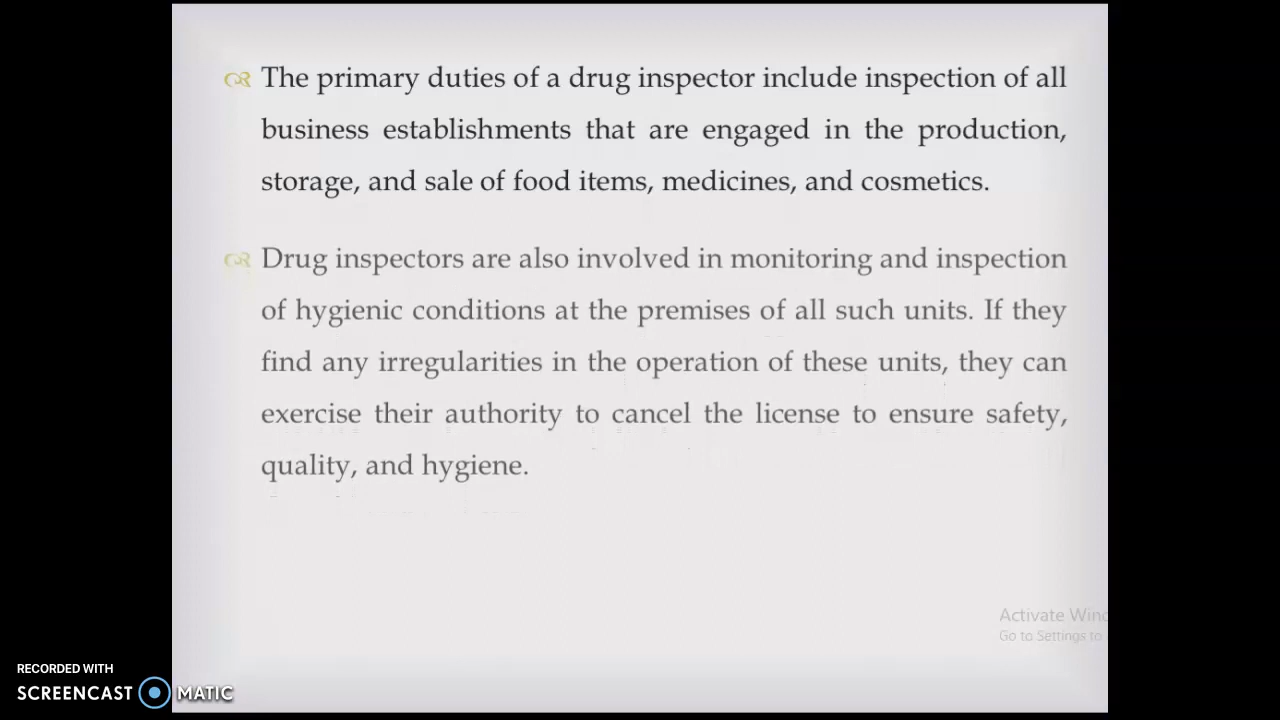 The primary duties of a drug inspector include inspection of all
business establishments that are engaged in the production,
storage, and sale of food items, medicines, and cosmetics.
Drug inspectors are also involved in monitoring and inspection
of hygienic conditions at the premises of all such units. If they
find any irregularities in the operation of these units, they can
exercise their authority to cancel the license to ensure safety,
quality, and hygiene.
Activate Wind
Go to Settings to
RECORDED WITH
SCREENCAST MATIC